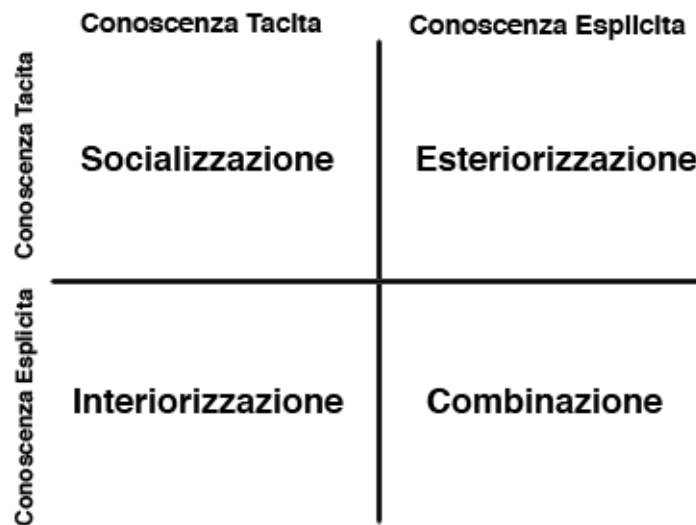 Conoscenza Tacita
Conoscenza Esplicita
Conoscenza Tacita
Socializzazione
Esteriorizzazione
Conoscenza Esplicita
Interiorizzazione
Combinazione